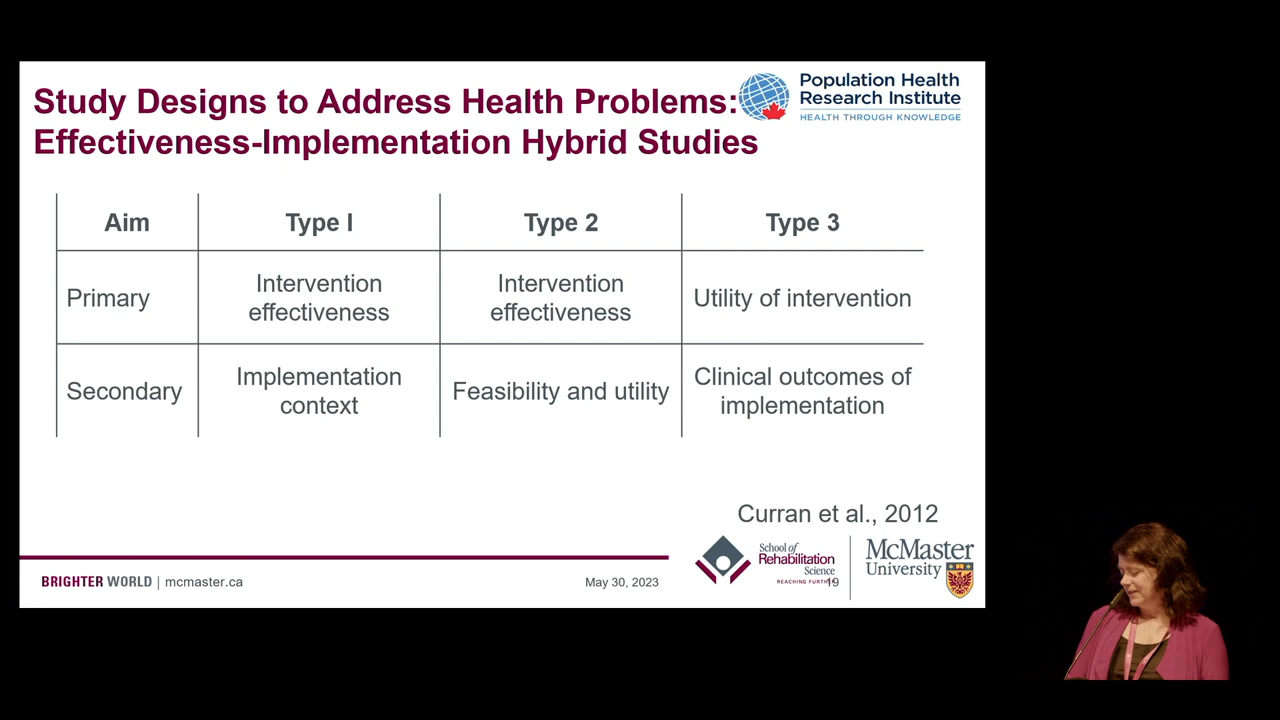 Study Designs to Address Health Problems:
Effectiveness-Implementation Hybrid Studies
Population Health
Research Institute
HEALTH THROUGH KNOWLEDGE
Aim
Type I
Type 2
Type 3
Primary
Intervention
effectiveness
Intervention
effectiveness
Utility of intervention
Secondary
Implementation
context
Feasibility and utility
Clinical outcomes of
implementation
Curran et al., 2012
BRIGHTER WORLD | mcmaster.ca
May 30, 2023
School of
Rehabilitation
Science
REACHING FURTHER
19
McMaster
University